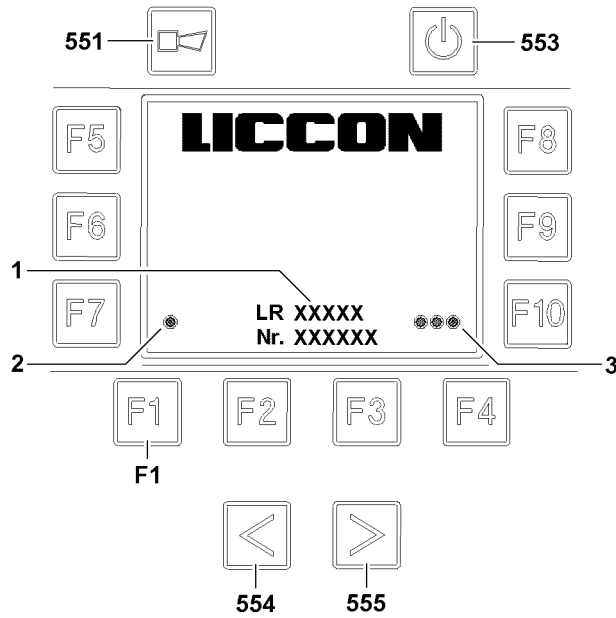 551
553
LICCON
F5
F8
F6
F9
1
F7
LR XXXXX
F10
Nr. XXXXXX
2
3
F1
F2
F3
F4
F1
<
>
554
555